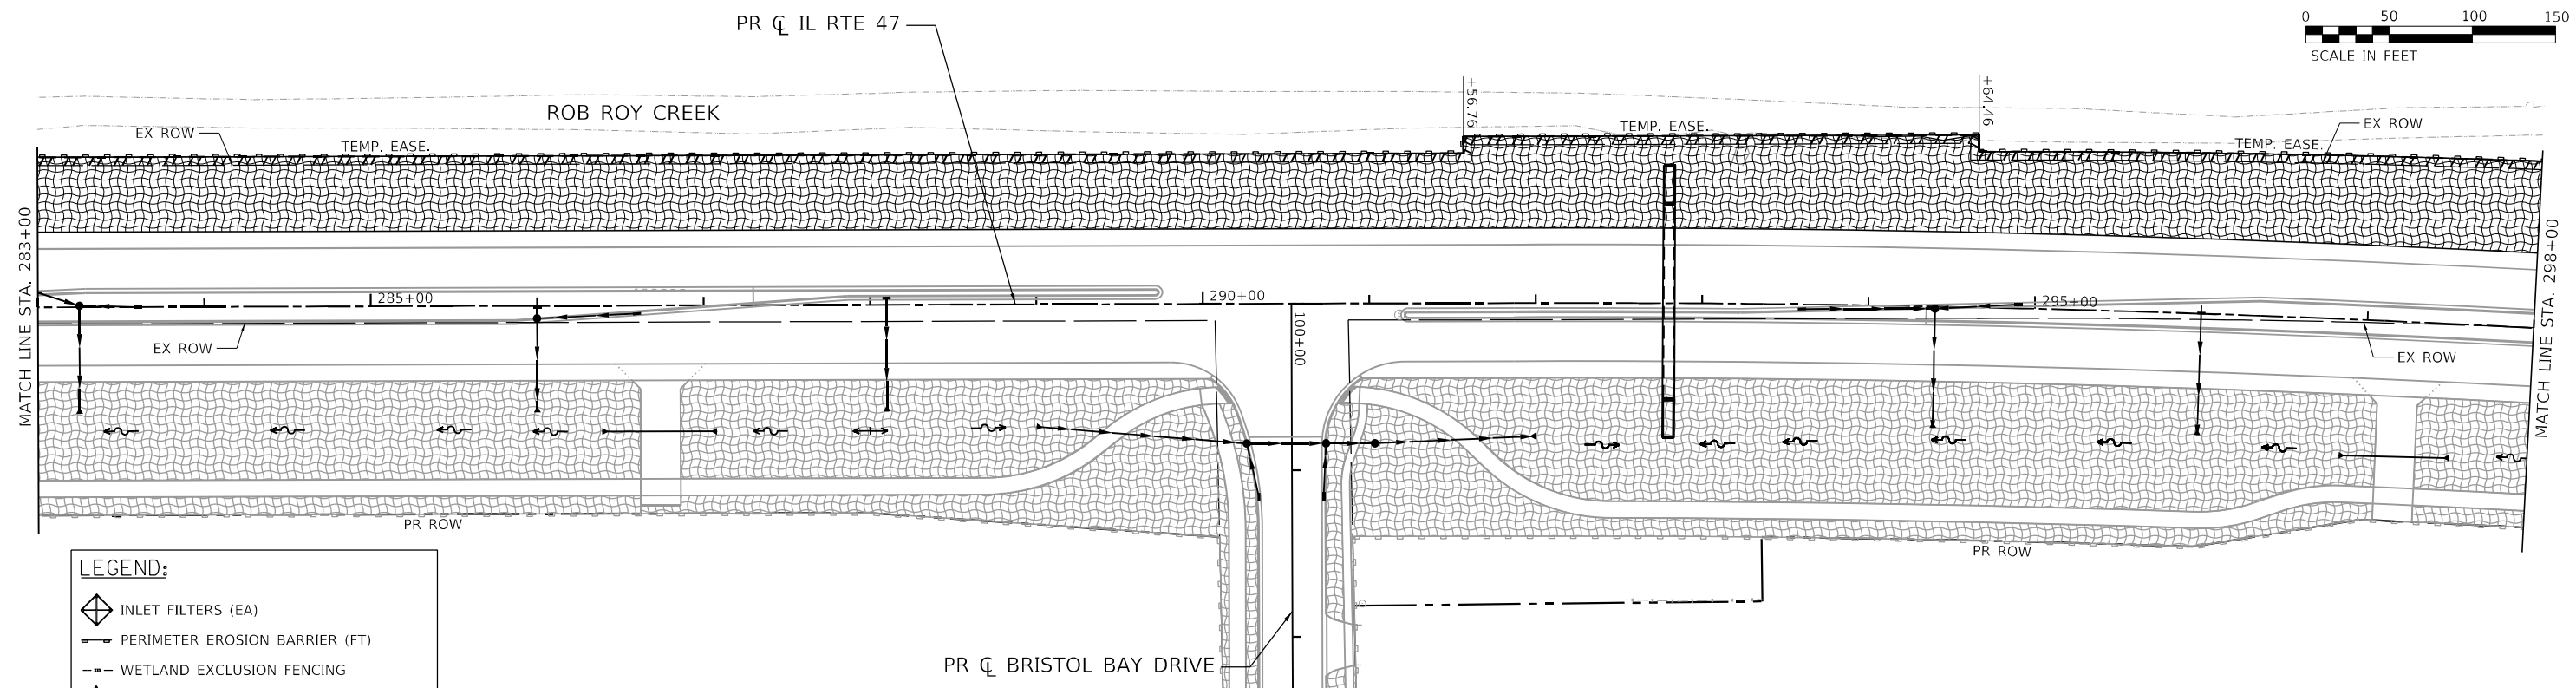 PR ℄ IL RTE 47
0 50 100 150
SCALE IN FEET
+56.76
+64.46
ROB ROY CREEK
EX ROW
TEMP. EASE.
TEMP. EASE.
EX ROW
TEMP. EASE.
MATCH LINE STA. 283+00
MATCH LINE STA. 298+00
285+00
290+00
295+00
100+00
EX ROW
EX ROW
PR ROW
PR ROW
LEGEND:
INLET FILTERS (EA)
PERIMETER EROSION BARRIER (FT)
WETLAND EXCLUSION FENCING
PR ℄ BRISTOL BAY DRIVE